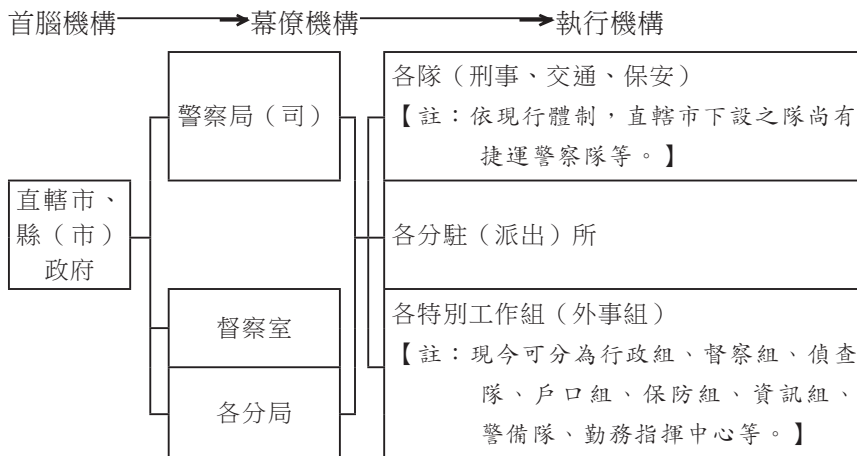 首腦機構 幕僚機構 執行機構
直轄市、
縣（市）
政府
警察局（司）
督察室
各分局
各隊（刑事、交通、保安）
【註：依現行體制，直轄市下設之隊尚有
捷運警察隊等。】
各分駐（派出）所
各特別工作組（外事組）
【註：現今可分為行政組、督察組、偵查
隊、戶口組、保防組、資訊組、
警備隊、勤務指揮中心等。】